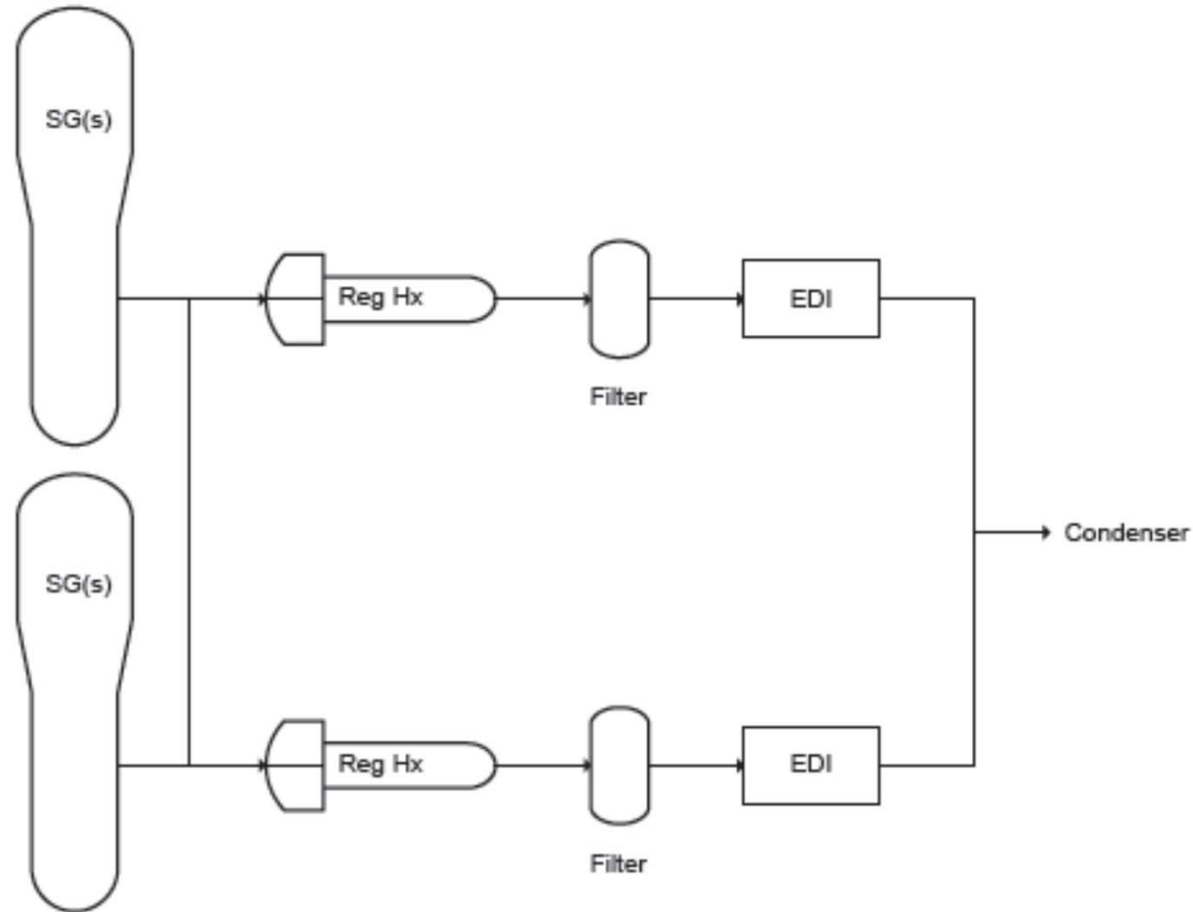 SG(s)
Reg Hx
EDI
Filter
Condenser
SG(s)
Reg Hx
EDI
Filter